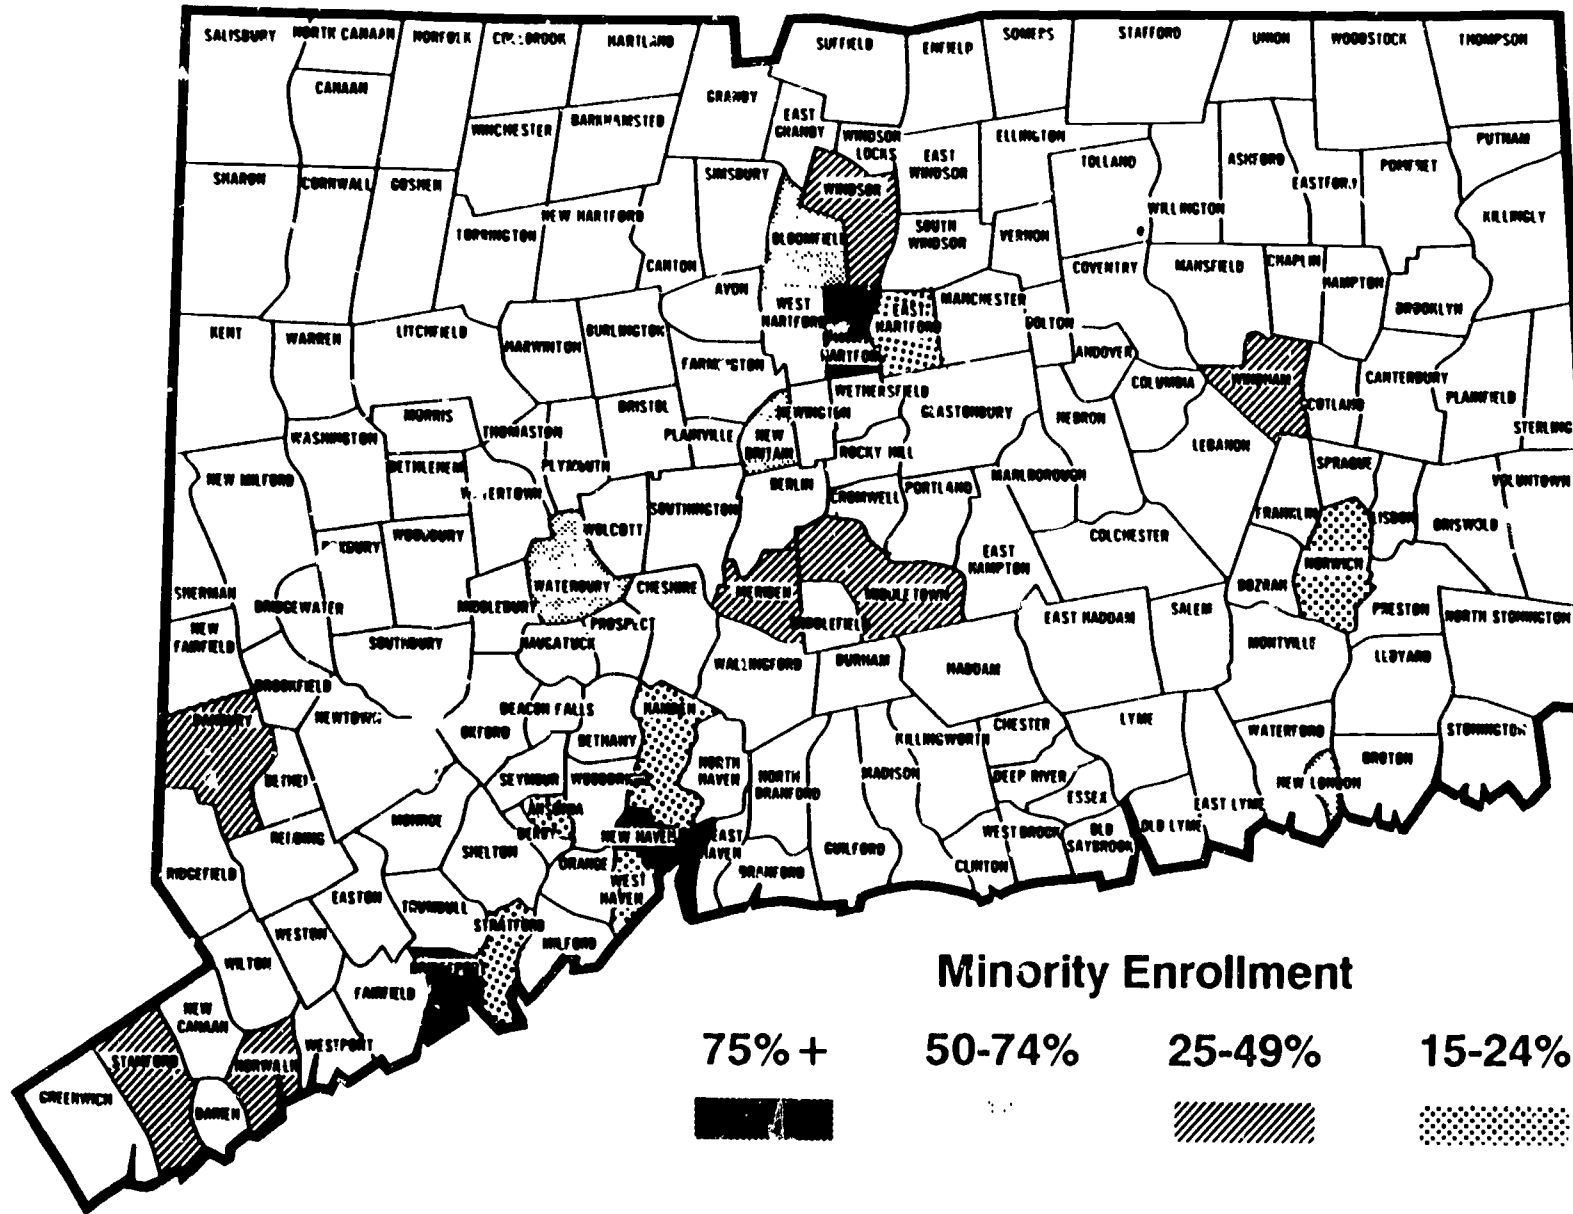 SALISBURY
NORTH CANAAN
NORFOLK
HARTLAND
SUFFIELD
ENFIELD
SOMERS
STAFFORD
UNION
WOODSTOCK
THOMPSON
CANAAN
GRANBY
WINCHESTER
BARKHAMSTED
EAST
GRANBY
WINDSOR
LOCKS
EAST
WINDSOR
ELLINGTON
TOLLAND
ASHFORD
EASTFORD
POMFRET
PUTNAM
SHARON
CORNWALL
GOSHEN
SIMSBURY
WINDSOR
KILLINGLY
NEW HARTFORD
TORRINGTON
BLOOMFIELD
SOUTH
WINDSOR
VERNON
WILLINGTON
CANTON
COVENTRY
MANSFIELD
CHAPLIN
HAMPTON
AVON
WEST
HARTFORD
EAST
HARTFORD
MANCHESTER
BOLTON
BROOKLYN
KENT
WARREN
LITCHFIELD
HARWINTON
BURLINGTON
HARTFORD
ANDOVER
COLUMBIA
WINDHAM
SCOTLAND
CANTERBURY
PLAINFIELD
STERLING
WETHERSFIELD
MORRIS
BRISTOL
NEWINGTON
GLASTONBURY
HEBRON
WASHINGTON
THOMASTON
PLAINVILLE
NEW
BRITAIN
ROCKY HILL
LEBANON
BETHLEHEM
PLYMOUTH
SPRAGUE
NEW MILFORD
BERLIN
CROMWELL
PORTLAND
MARLBOROUGH
VOLUNTOWN
SOUTHINGTON
WOLCOTT
WOODBURY
FRANKLIN
LISBON
GRISWOLD
COLCHESTER
EAST
HAMPTON
NORWICH
SHERMAN
BRIDGEWATER
MIDDLEBURY
WATERBURY
CHESHIRE
MERIDEN
MIDDLETOWN
BOZRAH
PRESTON
NORTH STONINGTON
NEW
FAIRFIELD
SOUTHBURY
NAUGATUCK
PROSPECT
MIDDLEFIELD
EAST HADDAM
SALEM
MONTVILLE
LEDYARD
WALLINGFORD
DURHAM
HADDAM
BROOKFIELD
DANBURY
NEWTOWN
OXFORD
BEACON FALLS
BETHANY
HAMDEN
CHESTER
LYME
WATERFORD
STONINGTON
KILLINGWORTH
BETHEL
SEYMOUR
WOODBRIDGE
NORTH
HAVEN
NORTH
BRANFORD
MADISON
DEEP RIVER
ESSEX
NEW LONDON
GROTON
EAST LYME
ANSONIA
DERBY
MONROE
REDDING
NEW HAVEN
EAST
HAVEN
GUILFORD
WESTBROOK
OLD
SAYBROOK
OLD LYME
SHELTON
ORANGE
WEST
HAVEN
BRANFORD
CLINTON
RIDGEFIELD
EASTON
TRUMBULL
STRATFORD
MILFORD
WESTON
WILTON
FAIRFIELD
NEW
CANAAN
WESTPORT
STAMFORD
NORWALK
GREENWICH
DARIEN
Minority Enrollment
75% + 50-74% 25-49% 15-24%